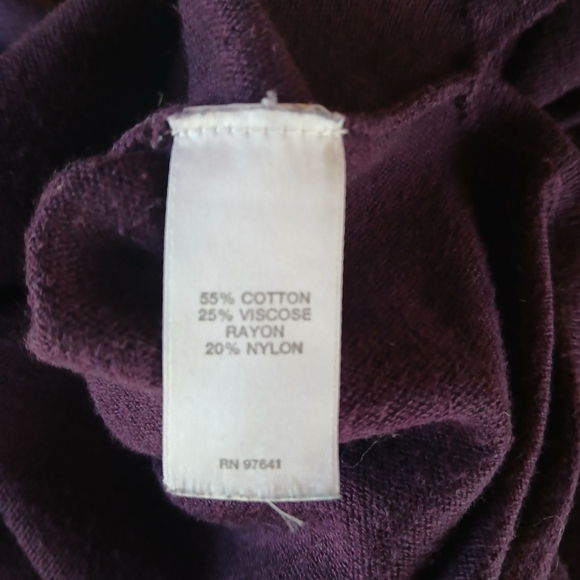 55% COTTON
25% VISCOSE
RAYON
20% NYLON
RN 97641